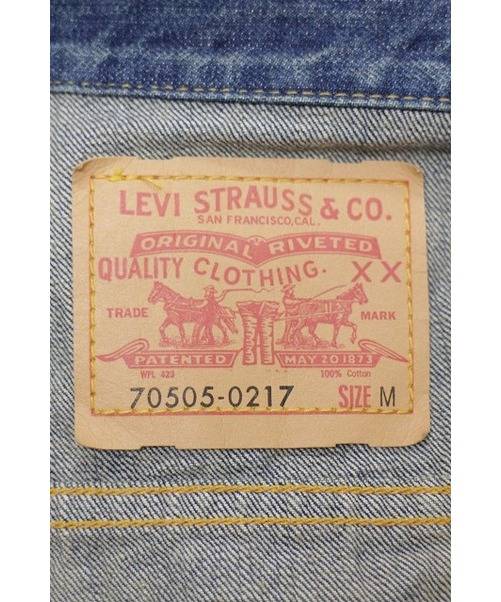 LEVI STRAUSS & CO.
SAN FRANCISCO, CAL.
ORIGINAL RIVETED
QUALITY CLOTHING. XX
TRADE MARK
PATENTED MAY 20 1873
WPL 423 100% Cotton
70505-0217 SIZE M